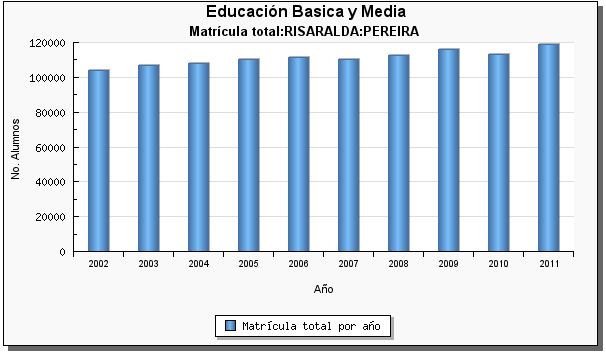 Educación Basica y Media
Matrícula total:RISARALDA:PEREIRA
No. Alumnos
120000
100000
80000
60000
40000
20000
0
2002 2003 2004 2005 2006 2007 2008 2009 2010 2011
Año
Matrícula total por año